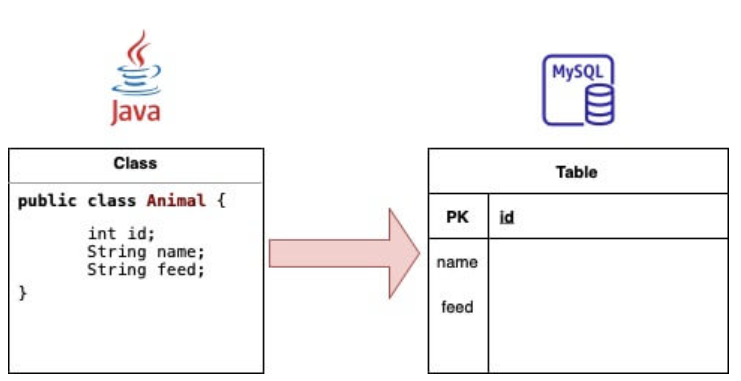 Java
MySQL
Class
public class Animal {
int id;
String name;
String feed;
}
Table
PK id
name
feed